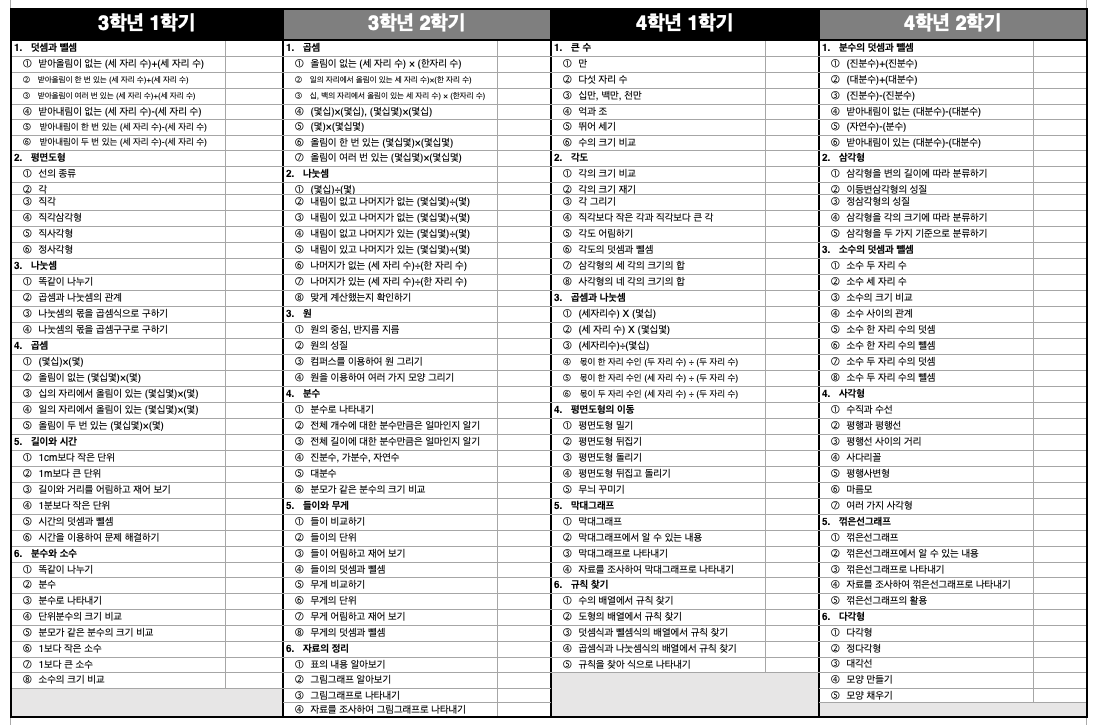 3학년 1학기
1. 덧셈과 뺄셈
① 받아올림이 없는 (세 자리 수)+(세 자리 수)
② 받아올림이 한 번 있는 (세 자리 수)+(세 자리 수)
③ 받아올림이 여러 번 있는 (세 자리 수)+(세 자리 수)
④ 받아내림이 없는 (세 자리 수)-(세 자리 수)
⑤ 받아내림이 한 번 있는 (세 자리 수)-(세 자리 수)
⑥ 받아내림이 두 번 있는 (세 자리 수)-(세 자리 수)
2. 평면도형
① 선의 종류
② 각
③ 직각
④ 직각삼각형
⑤ 직사각형
⑥ 정사각형
3. 나눗셈
① 똑같이 나누기
② 곱셈과 나눗셈의 관계
③ 나눗셈의 몫을 곱셈식으로 구하기
④ 나눗셈의 몫을 곱셈구구로 구하기
4. 곱셈
① (몇십)×(몇)
② 올림이 없는 (몇십몇)×(몇)
③ 십의 자리에서 올림이 있는 (몇십몇)×(몇)
④ 일의 자리에서 올림이 있는 (몇십몇)×(몇)
⑤ 올림이 두 번 있는 (몇십몇)×(몇)
5. 길이와 시간
① 1cm보다 작은 단위
② 1m보다 큰 단위
③ 길이와 거리를 어림하고 재어 보기
④ 1분보다 작은 단위
⑤ 시간의 덧셈과 뺄셈
⑥ 시간을 이용하여 문제 해결하기
6. 분수와 소수
① 똑같이 나누기
② 분수
③ 분수로 나타내기
④ 단위분수의 크기 비교
⑤ 분모가 같은 분수의 크기 비교
⑥ 1보다 작은 소수
⑦ 1보다 큰 소수
⑧ 소수의 크기 비교
3학년 2학기
1. 곱셈
① 올림이 없는 (세 자리 수) × (한자리 수)
② 일의 자리에서 올림이 있는 세 자리 수)×(한 자리 수)
③ 십, 백의 자리에서 올림이 있는 (세 자리 수) × (한자리 수)
④ (몇십)×(몇십), (몇십몇)×(몇십)
⑤ (몇)×(몇십몇)
⑥ 올림이 한 번 있는 (몇십몇)×(몇십몇)
⑦ 올림이 여러 번 있는 (몇십몇)×(몇십몇)
2. 나눗셈
① (몇십)÷(몇)
② 내림이 없고 나머지가 없는 (몇십몇)÷(몇)
③ 내림이 있고 나머지가 없는 (몇십몇)÷(몇)
④ 내림이 없고 나머지가 있는 (몇십몇)÷(몇)
⑤ 내림이 있고 나머지가 있는 (몇십몇)÷(몇)
⑥ 나머지가 없는 (세 자리 수)÷(한 자리 수)
⑦ 나머지가 있는 (세 자리 수)÷(한 자리 수)
⑧ 맞게 계산했는지 확인하기
3. 원
① 원의 중심, 반지름 지름
② 원의 성질
③ 컴퍼스를 이용하여 원 그리기
④ 원을 이용하여 여러 가지 모양 그리기
4. 분수
① 분수로 나타내기
② 전체 개수에 대한 분수만큼은 얼마인지 알기
③ 전체 길이에 대한 분수만큼은 얼마인지 알기
④ 진분수, 가분수, 자연수
⑤ 대분수
⑥ 분모가 같은 분수의 크기 비교
5. 들이와 무게
① 들이 비교하기
② 들이의 단위
③ 들이 어림하고 재어 보기
④ 들이의 덧셈과 뺄셈
⑤ 무게 비교하기
⑥ 무게의 단위
⑦ 무게 어림하고 재어 보기
⑧ 무게의 덧셈과 뺄셈
6. 자료의 정리
① 표의 내용 알아보기
② 그림그래프 알아보기
③ 그림그래프로 나타내기
④ 자료를 조사하여 그림그래프로 나타내기
4학년 1학기
1. 큰 수
① 만
② 다섯 자리 수
③ 십만, 백만, 천만
④ 억과 조
⑤ 뛰어 세기
⑥ 수의 크기 비교
2. 각도
① 각의 크기 비교
② 각의 크기 재기
③ 각 그리기
④ 직각보다 작은 각과 직각보다 큰 각
⑤ 각도 어림하기
⑥ 각도의 덧셈과 뺄셈
⑦ 삼각형의 세 각의 크기의 합
⑧ 사각형의 네 각의 크기의 합
3. 곱셈과 나눗셈
① (세자리수) X (몇십)
② (세 자리 수) X (몇십몇)
③ (세자리수)÷(몇십)
④ 몫이 한 자리 수인 (두 자리 수) ÷ (두 자리 수)
⑤ 몫이 한 자리 수인 (세 자리 수) ÷ (두 자리 수)
⑥ 몫이 두 자리 수인 (세 자리 수) ÷ (두 자리 수)
4. 평면도형의 이동
① 평면도형 밀기
② 평면도형 뒤집기
③ 평면도형 돌리기
④ 평면도형 뒤집고 돌리기
⑤ 무늬 꾸미기
5. 막대그래프
① 막대그래프
② 막대그래프에서 알 수 있는 내용
③ 막대그래프로 나타내기
④ 자료를 조사하여 막대그래프로 나타내기
6. 규칙 찾기
① 수의 배열에서 규칙 찾기
② 도형의 배열에서 규칙 찾기
③ 덧셈식과 뺄셈식의 배열에서 규칙 찾기
④ 곱셈식과 나눗셈식의 배열에서 규칙 찾기
⑤ 규칙을 찾아 식으로 나타내기
4학년 2학기
1. 분수의 덧셈과 뺄셈
① (진분수)+(진분수)
② (대분수)+(대분수)
③ (진분수)-(진분수)
④ 받아내림이 없는 (대분수)-(대분수)
⑤ (자연수)-(분수)
⑥ 받아내림이 있는 (대분수)-(대분수)
2. 삼각형
① 삼각형을 변의 길이에 따라 분류하기
② 이등변삼각형의 성질
③ 정삼각형의 성질
④ 삼각형을 각의 크기에 따라 분류하기
⑤ 삼각형을 두 가지 기준으로 분류하기
3. 소수의 덧셈과 뺄셈
① 소수 두 자리 수
② 소수 세 자리 수
③ 소수의 크기 비교
④ 소수 사이의 관계
⑤ 소수 한 자리 수의 덧셈
⑥ 소수 한 자리 수의 뺄셈
⑦ 소수 두 자리 수의 덧셈
⑧ 소수 두 자리 수의 뺄셈
4. 사각형
① 수직과 수선
② 평행과 평행선
③ 평행선 사이의 거리
④ 사다리꼴
⑤ 평행사변형
⑥ 마름모
⑦ 여러 가지 사각형
5. 꺾은선그래프
① 꺾은선그래프
② 꺾은선그래프에서 알 수 있는 내용
③ 꺾은선그래프로 나타내기
④ 자료를 조사하여 꺾은선그래프로 나타내기
⑤ 꺾은선그래프의 활용
6. 다각형
① 다각형
② 정다각형
③ 대각선
④ 모양 만들기
⑤ 모양 채우기